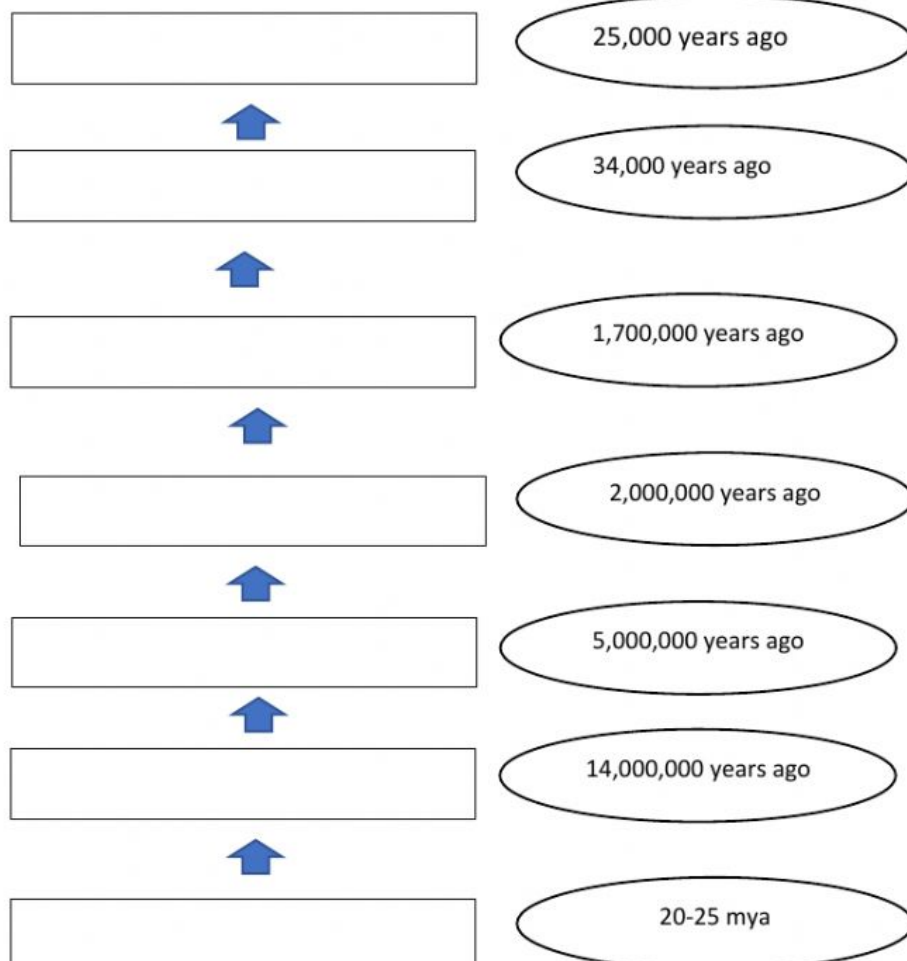 25,000 years ago
34,000 years ago
1,700,000 years ago
2,000,000 years ago
5,000,000 years ago
14,000,000 years ago
20-25 mya